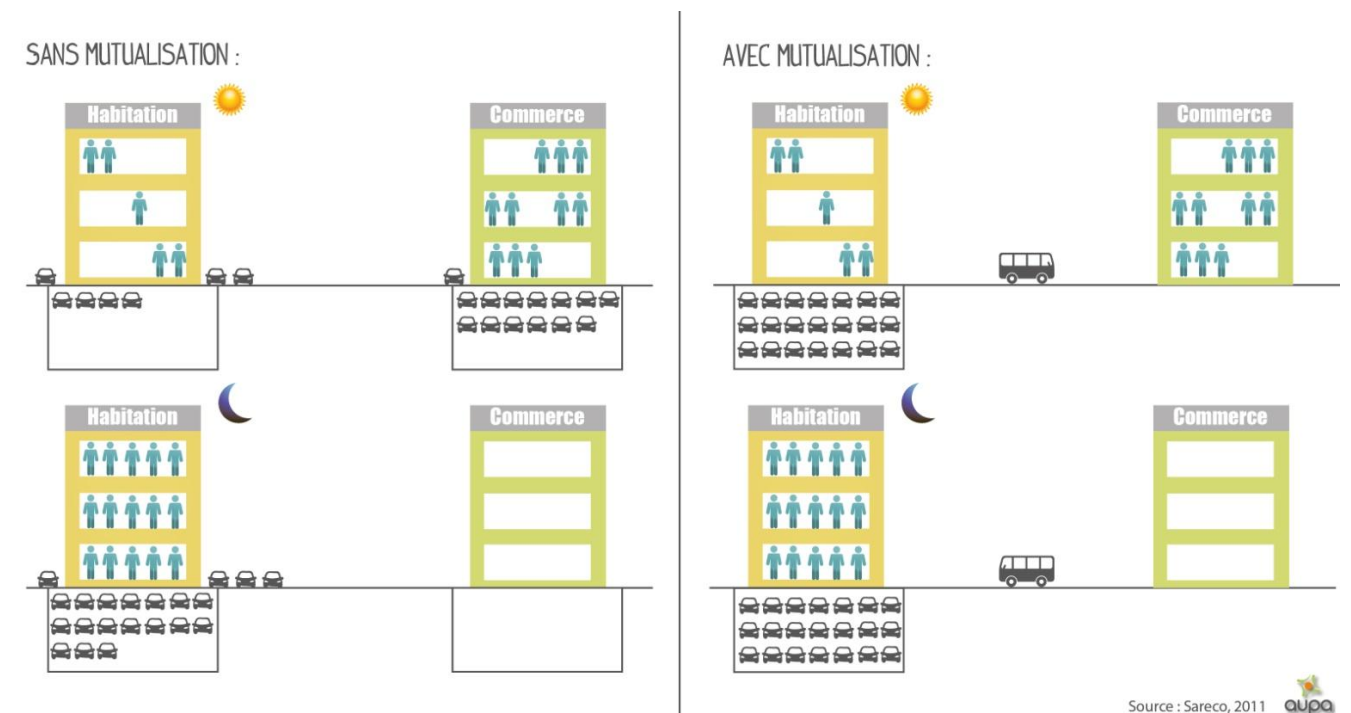 SANS MUTUALISATION :
Habitation
Commerce
Habitation
Commerce
AVEC MUTUALISATION :
Habitation
Commerce
Habitation
Commerce
Source : Sareco, 2011
aupa